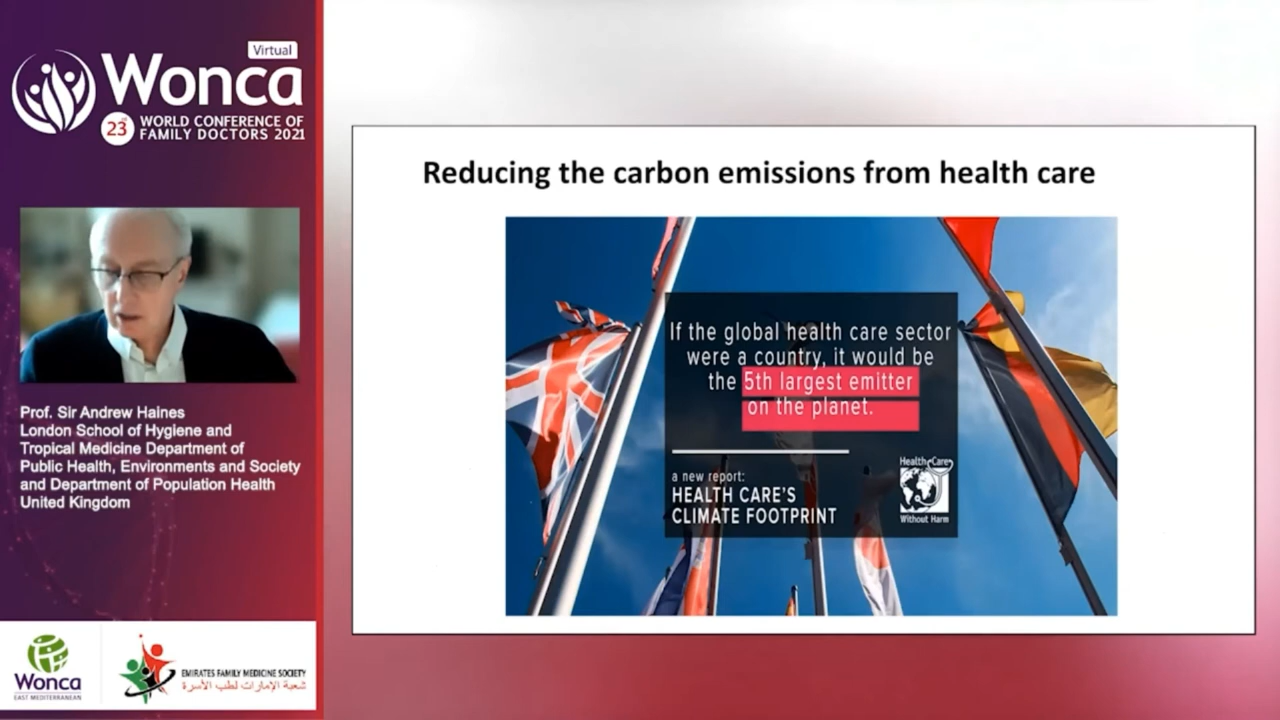 Virtual
Wonca
23rd WORLD CONFERENCE OF
FAMILY DOCTORS 2021
Prof. Sir Andrew Haines
London School of Hygiene and
Tropical Medicine Department of
Public Health, Environments and Society
and Department of Population Health
United Kingdom
Wonca
EAST MEDITERRANEAN
EMIRATES FAMILY MEDICINE SOCIETY
شعبة الإمارات لطب الأسرة
Reducing the carbon emissions from health care
If the global health care sector
were a country, it would be
the 5th largest emitter
on the planet.
a new report:
HEALTH CARE'S
CLIMATE FOOTPRINT
Health Care
Without Harm